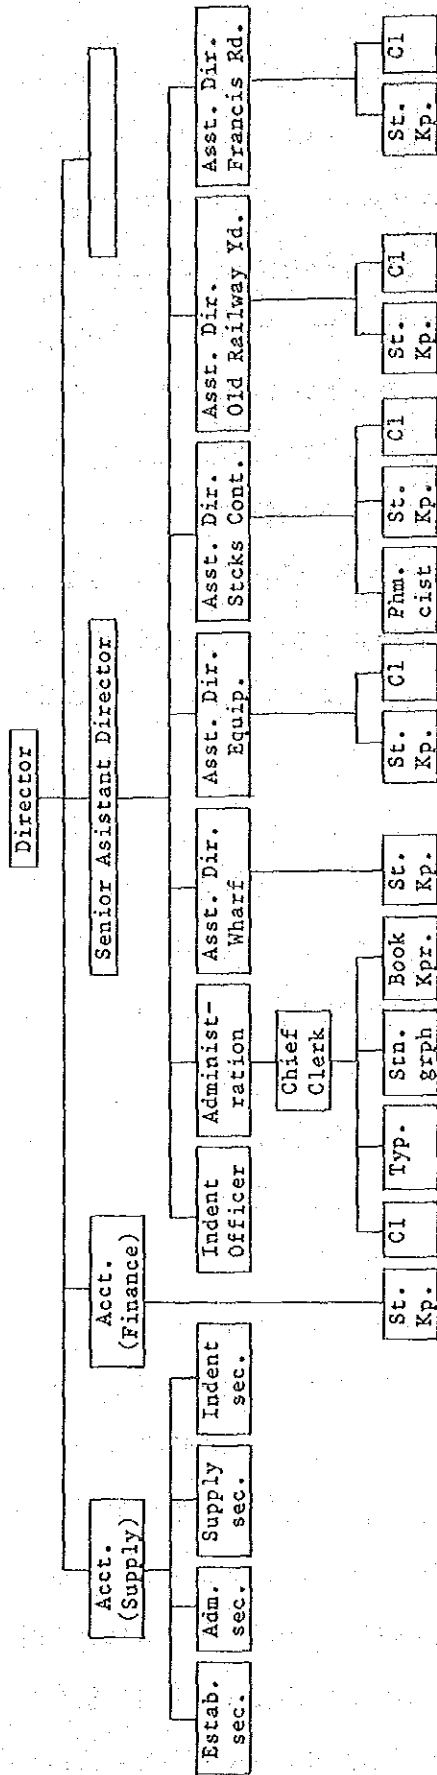 Director
Acct.
(Supply)
Acct.
(Finance)
Senior Asistant Director
Estab.
sec.
Adm.
sec.
Supply
sec.
Indent
sec.
Indent
Officer
Administ-
ration
Asst. Dir.
Wharf
Asst. Dir.
Equip.
Asst. Dir.
Stcks Cont.
Asst. Dir.
Old Railway Yd.
Asst. Dir.
Francis Rd.
Chief
Clerk
St.
Kp.
Cl
Typ.
Stn.
grph
Book
Kpr.
St.
Kp.
St.
Kp.
Cl
Phm.
cist
St.
Kp.
Cl
St.
Kp.
Cl
St.
Kp.
Cl